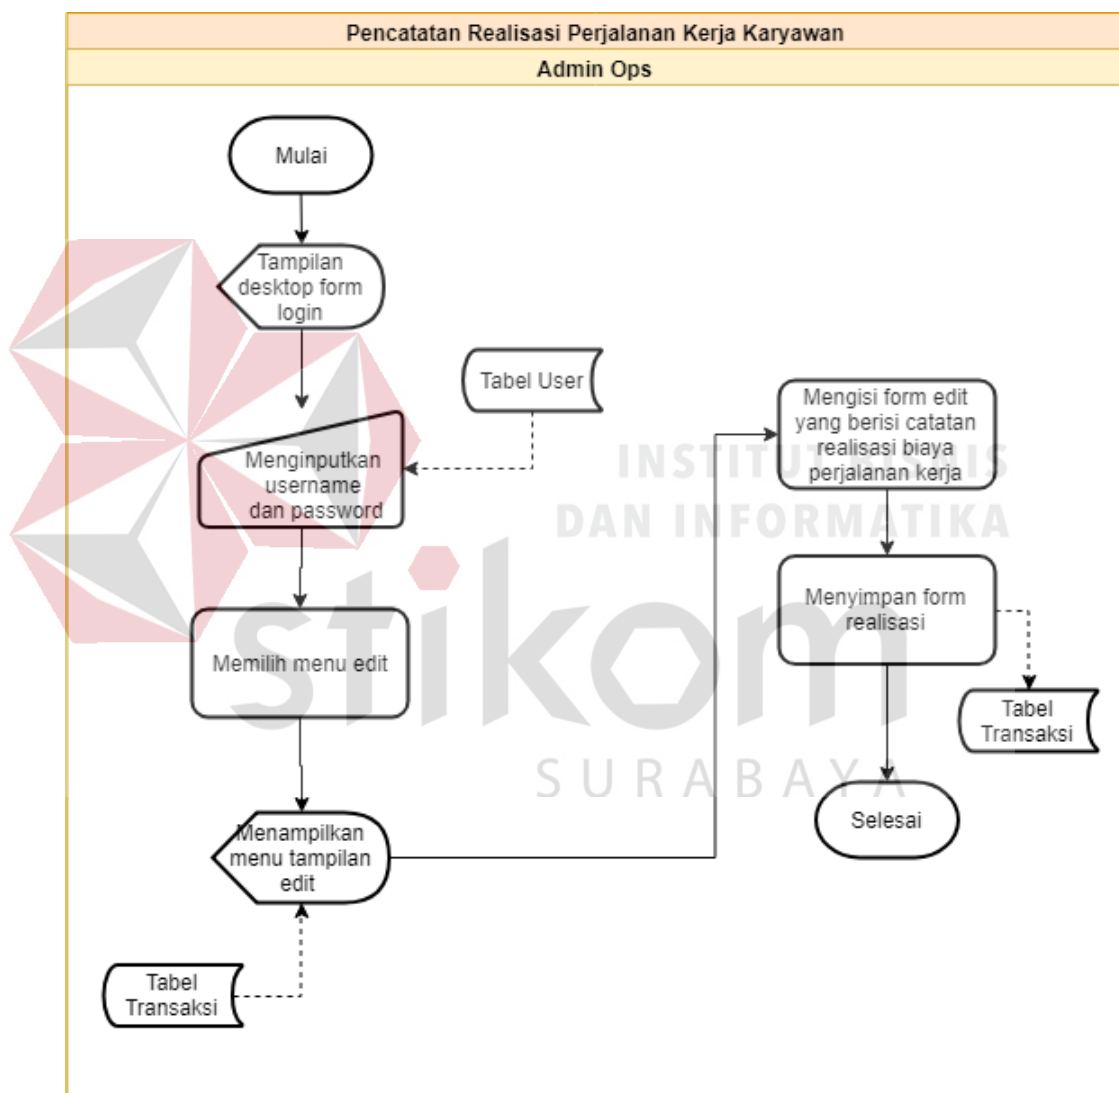 Pencatatan Realisasi Perjalanan Kerja Karyawan
Admin Ops
Mulai
Tampilan
desktop form
login
Tabel User
Menginputkan
username
dan password
Memilih menu edit
Menampilkan
menu tampilan
edit
Tabel
Transaksi
Mengisi form edit
yang berisi catatan
realisasi biaya
perjalanan kerja
Menyimpan form
realisasi
Tabel
Transaksi
Selesai
INSTITUT BISNIS
DAN INFORMATIKA
stikom
SURABAYA